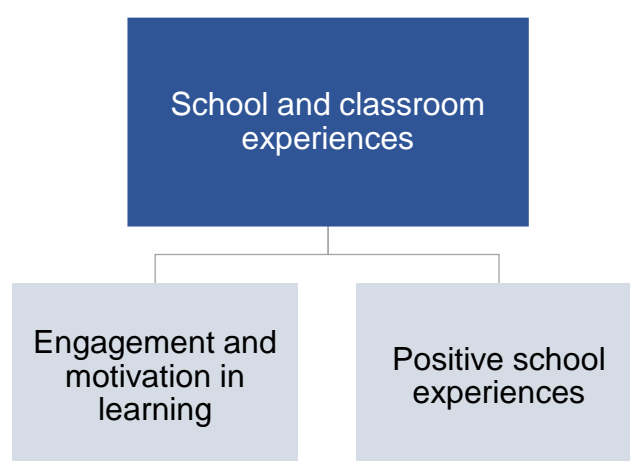 School and classroom
experiences
Engagement and
motivation in
learning
Positive school
experiences